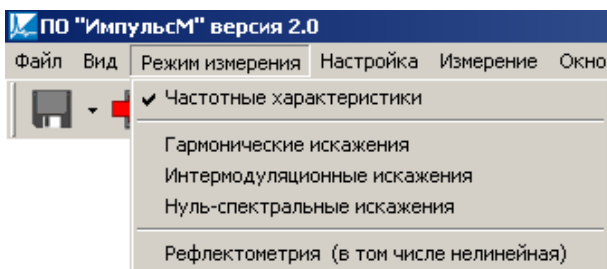 ПО "ИмпульсМ" версия 2.0
Файл Вид Режим измерения Настройка Измерение Окно
Частотные характеристики
Гармонические искажения
Интермодуляционные искажения
Нуль-спектральные искажения
Рефлектометрия (в том числе нелинейная)